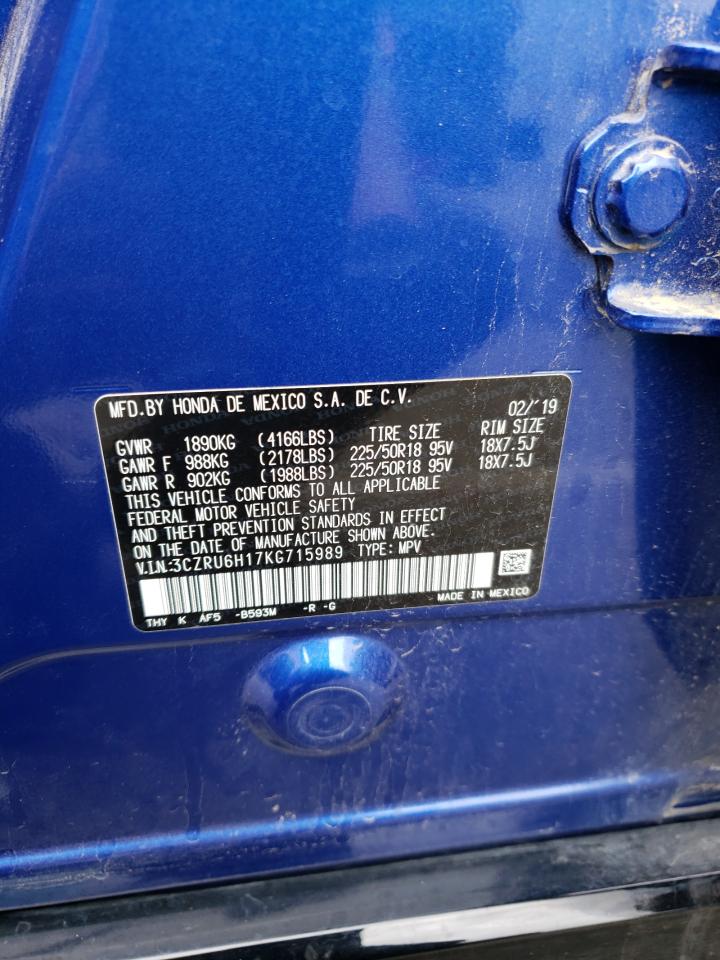 MFD.BY HONDA DE MEXICO S.A. DE C.V. 02/'19
GVWR 1890KG (4166LBS) TIRE SIZE RIM SIZE
GAWR F 988KG (2178LBS) 225/50R18 95V 18X7.5J
GAWR R 902KG (1988LBS) 225/50R18 95V 18X7.5J
THIS VEHICLE CONFORMS TO ALL APPLICABLE
FEDERAL MOTOR VEHICLE SAFETY
AND THEFT PREVENTION STANDARDS IN EFFECT
ON THE DATE OF MANUFACTURE SHOWN ABOVE.
V.I.N:3CZRU6H17KG715989 TYPE: MPV
THY K AF5 -B593M -R -G MADE IN MEXICO